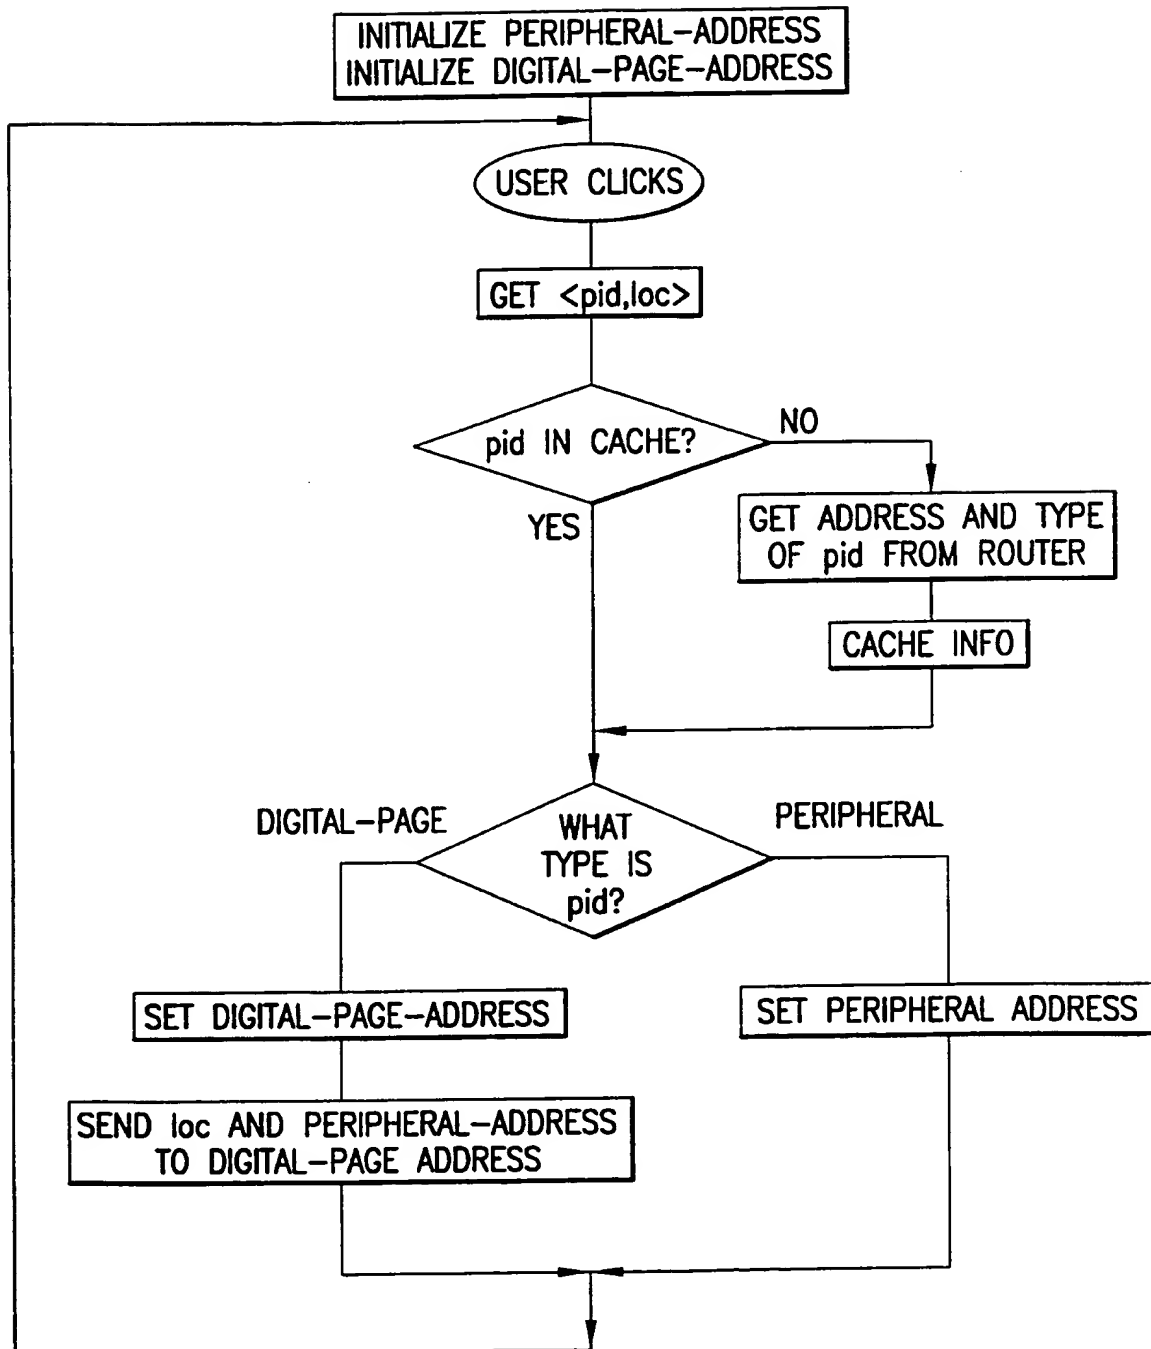 INITIALIZE PERIPHERAL-ADDRESS
INITIALIZE DIGITAL-PAGE-ADDRESS
USER CLICKS
GET <pid,loc>
pid IN CACHE?
NO
YES
GET ADDRESS AND TYPE
OF pid FROM ROUTER
CACHE INFO
DIGITAL-PAGE
WHAT
TYPE IS
pid?
PERIPHERAL
SET DIGITAL-PAGE-ADDRESS
SET PERIPHERAL ADDRESS
SEND loc AND PERIPHERAL-ADDRESS
TO DIGITAL-PAGE ADDRESS